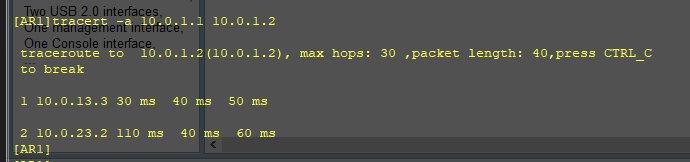 Two USB 2.0 interfaces,
[AR1]tracert -a 10.0.1.1 10.0.1.2
One management interface,
One Console interface.
traceroute to  10.0.1.2(10.0.1.2), max hops: 30 ,packet length: 40,press CTRL_C
to break
1 10.0.13.3 30 ms  40 ms  50 ms
2 10.0.23.2 110 ms  40 ms  60 ms
[AR1]